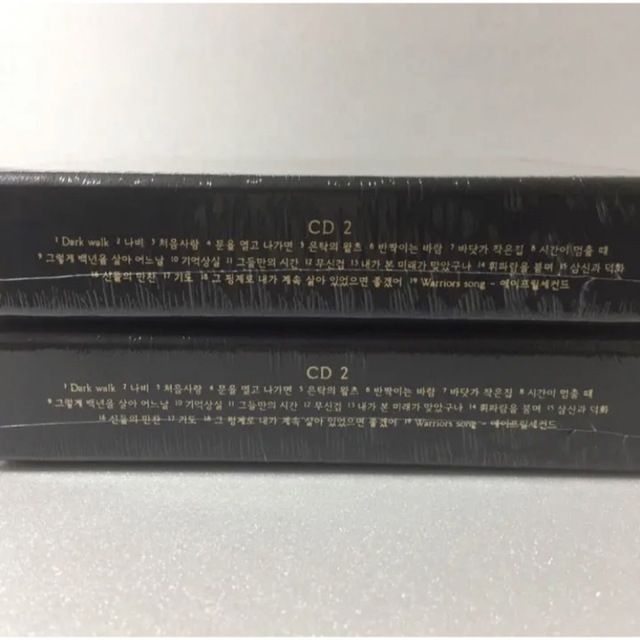 CD 2
1 Dark walk 2 나비 3 처음사랑 4 문을 열고 나가면 5 은탁의 왈츠 6 반짝이는 바람 7 바닷가 작은집 8 시간이 멈출 때
9 그렇게 백년을 살아 어느날 10 기억상실 11 그들만의 시간 12 무신검 13 내가 본 미래가 맞았구나 14 휘파람을 불며 15 삼신과 덕화
16 신들의 만찬 17 기도 18 그 핑계로 내가 계속 살아 있었으면 좋겠어 19 Warriors song - 에이프릴세컨드
CD 2
1 Dark walk 2 나비 3 처음사랑 4 문을 열고 나가면 5 은탁의 왈츠 6 반짝이는 바람 7 바닷가 작은집 8 시간이 멈출 때
9 그렇게 백년을 살아 어느날 10 기억상실 11 그들만의 시간 12 무신검 13 내가 본 미래가 맞았구나 14 휘파람을 불며 15 삼신과 덕화
16 신들의 만찬 17 기도 18 그 핑계로 내가 계속 살아 있었으면 좋겠어 19 Warriors song - 에이프릴세컨드